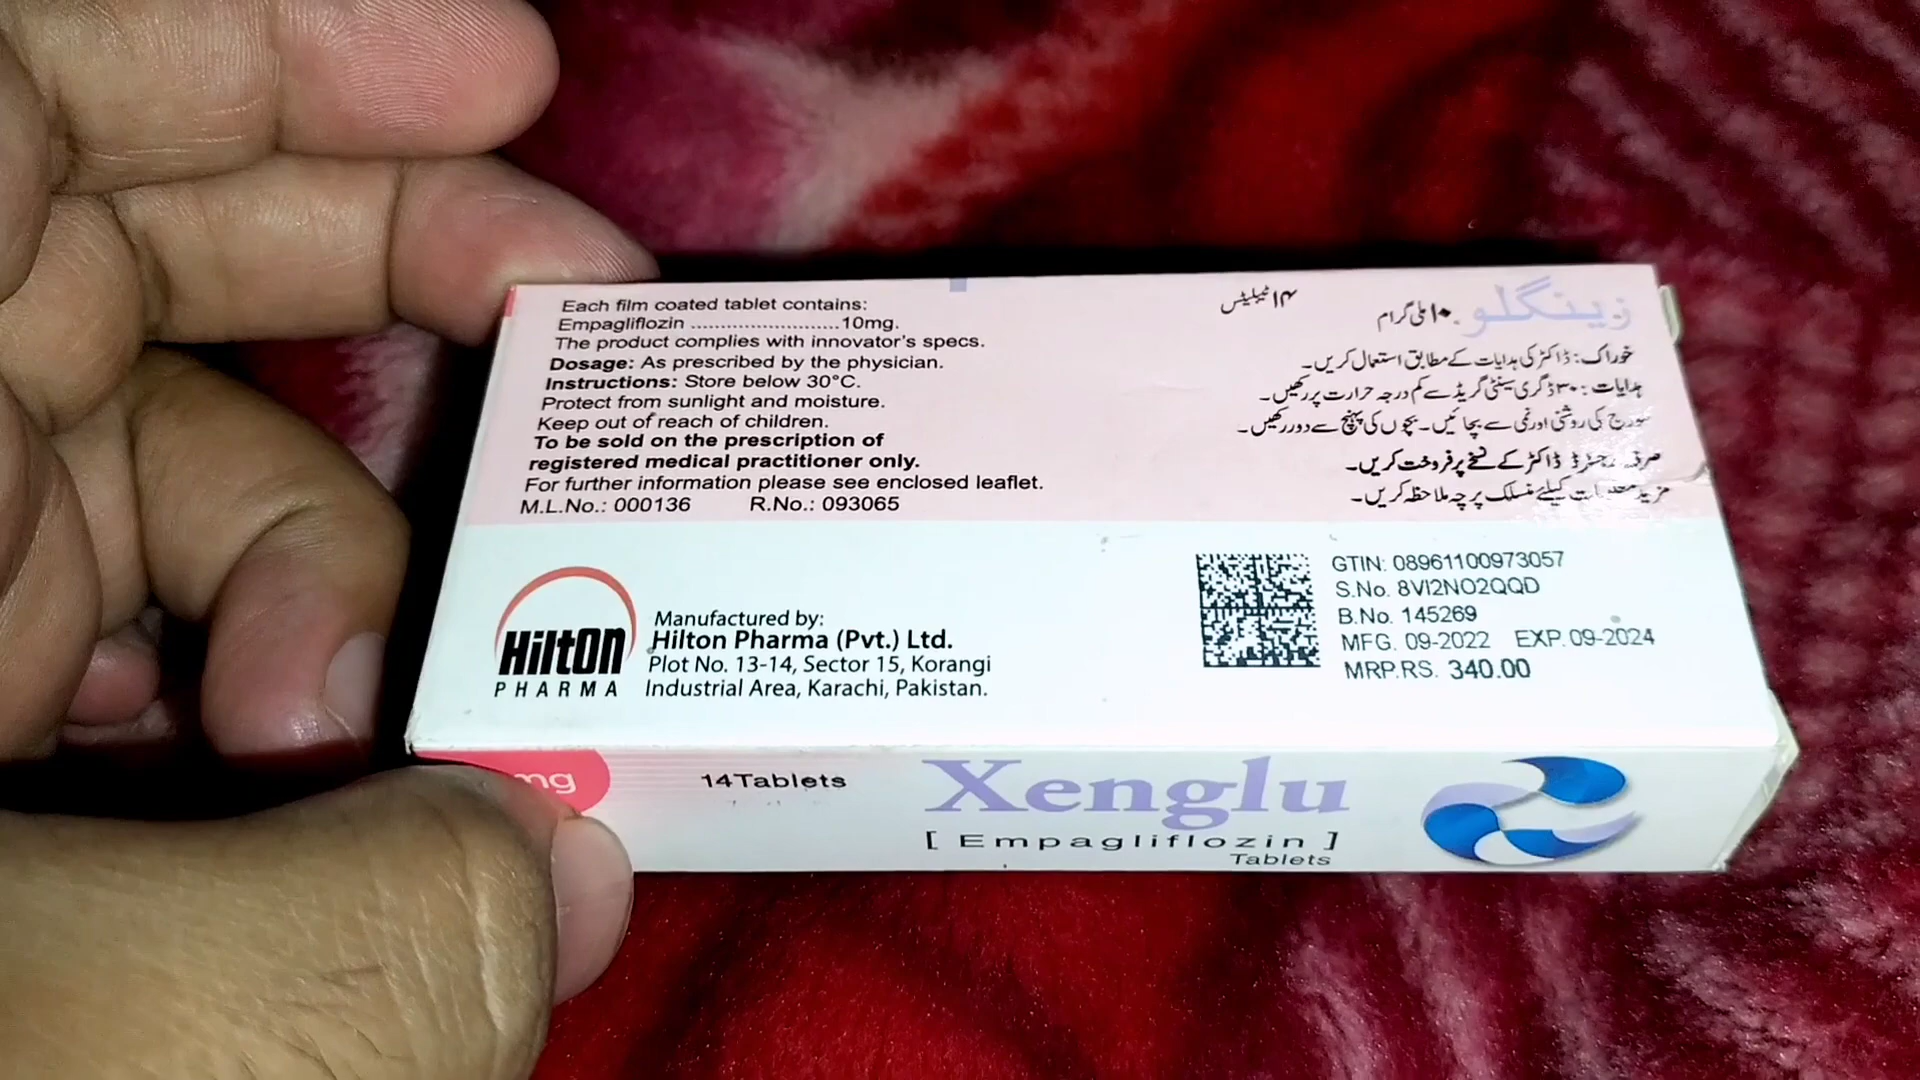 Each film coated tablet contains:
Empagliflozin .........................10mg.
The product complies with innovator's specs.
Dosage: As prescribed by the physician.
Instructions: Store below 30°C.
Protect from sunlight and moisture.
Keep out of reach of children.
To be sold on the prescription of
registered medical practitioner only.
For further information please see enclosed leaflet.
M.L.No.: 000136 R.No.: 093065
زینگلو ۱۰ ملی گرام ۱۴ ٹیبلیٹس
خوراک: ڈاکٹر کی ہدایات کے مطابق استعمال کریں۔
ہدایات: ۳۰ ڈگری سینٹی گریڈ سے کم درجہ حرارت پر رکھیں۔
سورج کی روشنی اور نمی سے بچائیں۔ بچوں کی پہنچ سے دور رکھیں۔
صرف رجسٹرڈ ڈاکٹر کے نسخے پر فروخت کریں۔
مزید معلومات کیلئے منسلک پرچہ ملاحظہ کریں۔
Hilton
PHARMA
Manufactured by:
Hilton Pharma (Pvt.) Ltd.
Plot No. 13-14, Sector 15, Korangi
Industrial Area, Karachi, Pakistan.
GTIN: 08961100973057
S.No. 8VI2NO2QQD
B.No. 145269
MFG. 09-2022 EXP. 09-2024
MRP.RS. 340.00
mg
14Tablets
Xenglu
[ Empagliflozin ]
Tablets